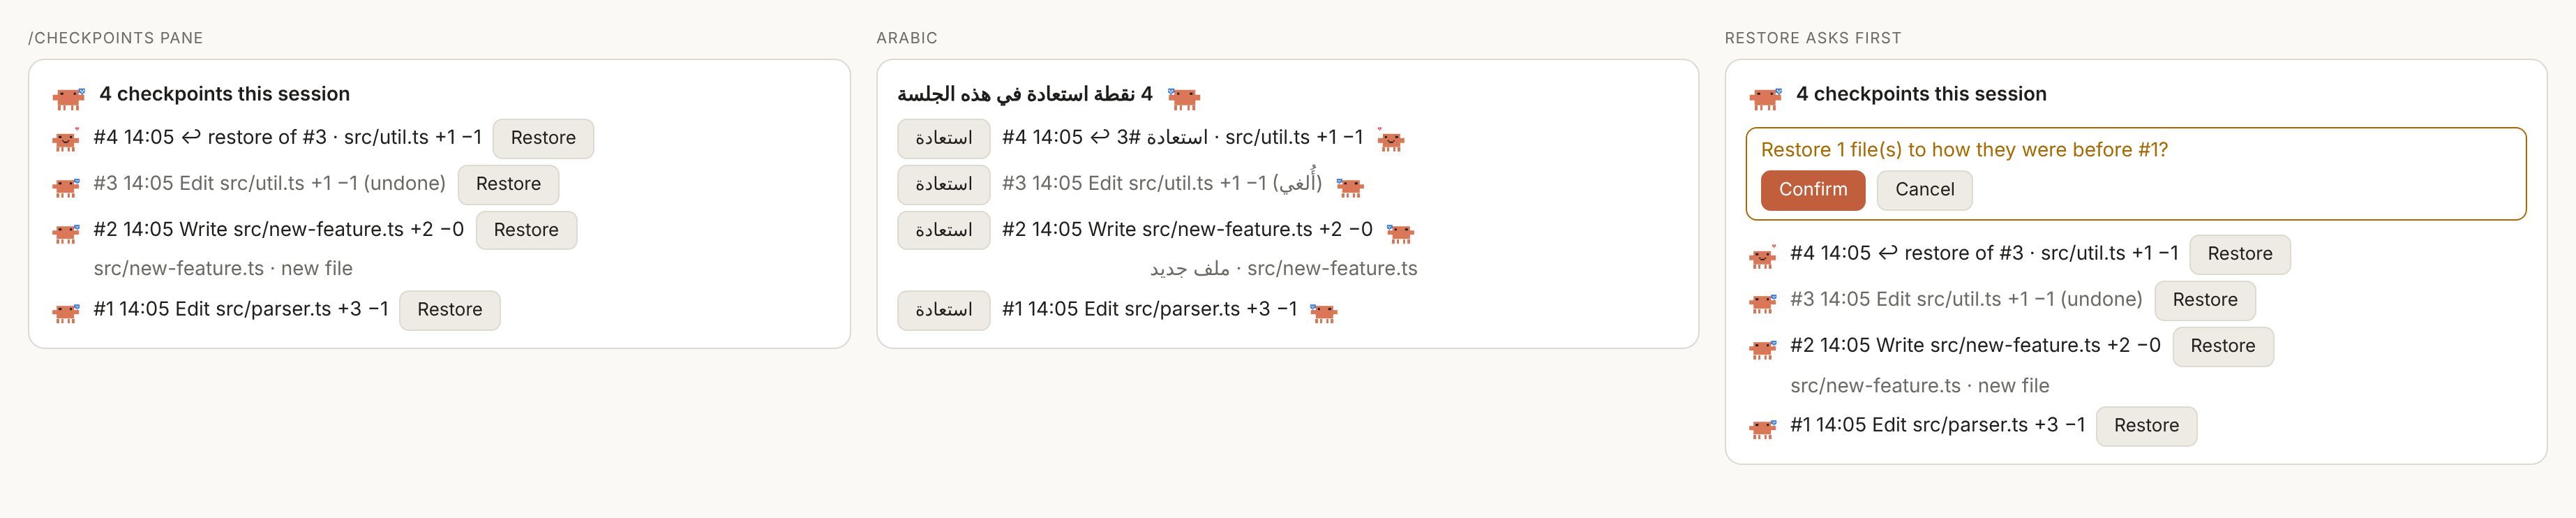 /CHECKPOINTS PANE
4 checkpoints this session
#4 14:05 ↩ restore of #3 · src/util.ts +1 −1 Restore
#3 14:05 Edit src/util.ts +1 −1 (undone) Restore
#2 14:05 Write src/new-feature.ts +2 −0 Restore
src/new-feature.ts · new file
#1 14:05 Edit src/parser.ts +3 −1 Restore
ARABIC
4 نقطة استعادة في هذه الجلسة
#4 14:05 ↩ استعادة #3 · src/util.ts +1 −1 استعادة
#3 14:05 Edit src/util.ts +1 −1 (أُلغي) استعادة
#2 14:05 Write src/new-feature.ts +2 −0 استعادة
src/new-feature.ts · ملف جديد
#1 14:05 Edit src/parser.ts +3 −1 استعادة
RESTORE ASKS FIRST
4 checkpoints this session
Restore 1 file(s) to how they were before #1?
Confirm Cancel
#4 14:05 ↩ restore of #3 · src/util.ts +1 −1 Restore
#3 14:05 Edit src/util.ts +1 −1 (undone) Restore
#2 14:05 Write src/new-feature.ts +2 −0 Restore
src/new-feature.ts · new file
#1 14:05 Edit src/parser.ts +3 −1 Restore